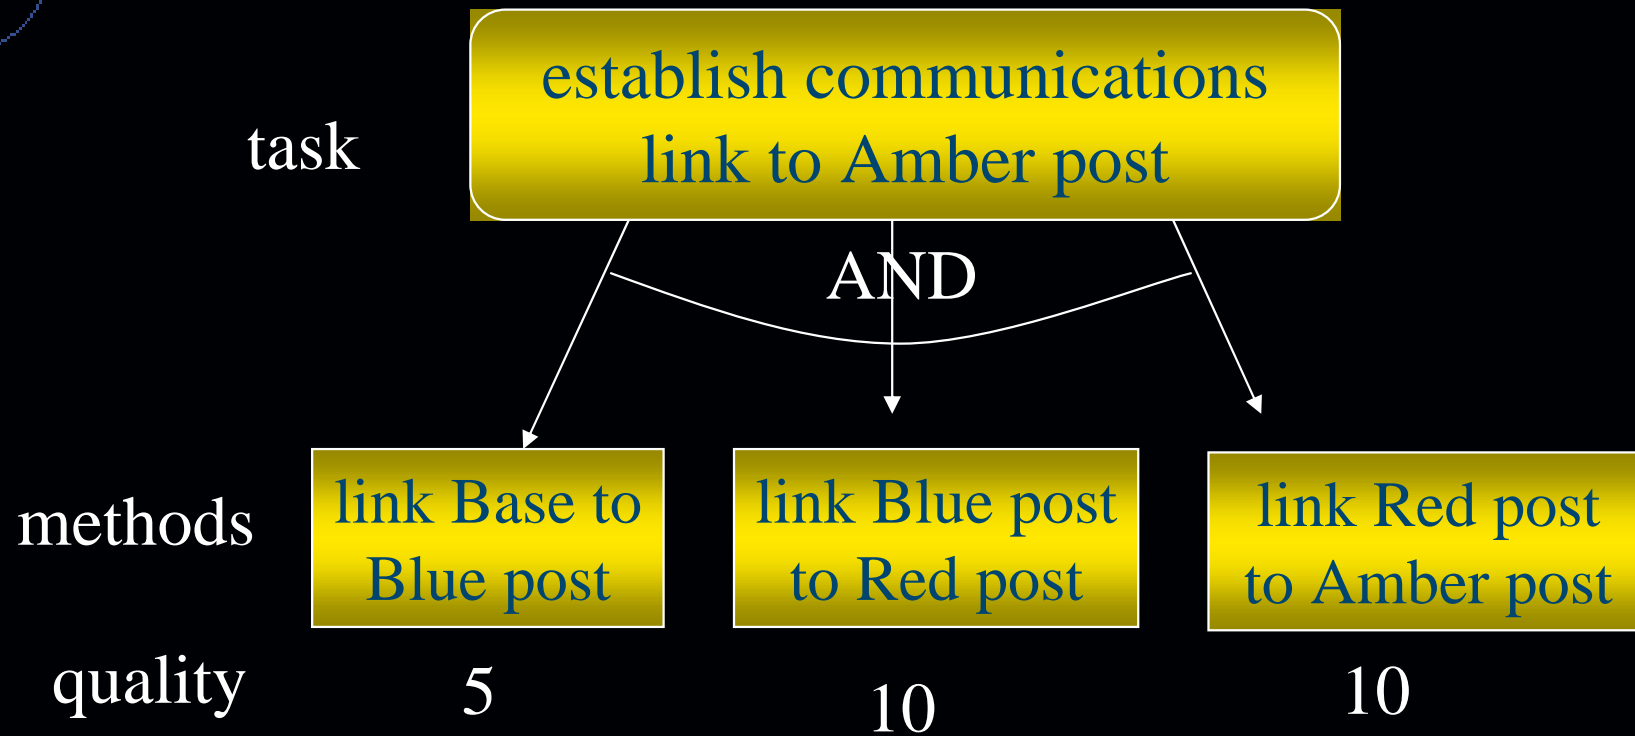 establish communications
link to Amber post
task
AND
methods
link Base to
Blue post
link Blue post
to Red post
link Red post
to Amber post
quality
5
10
10